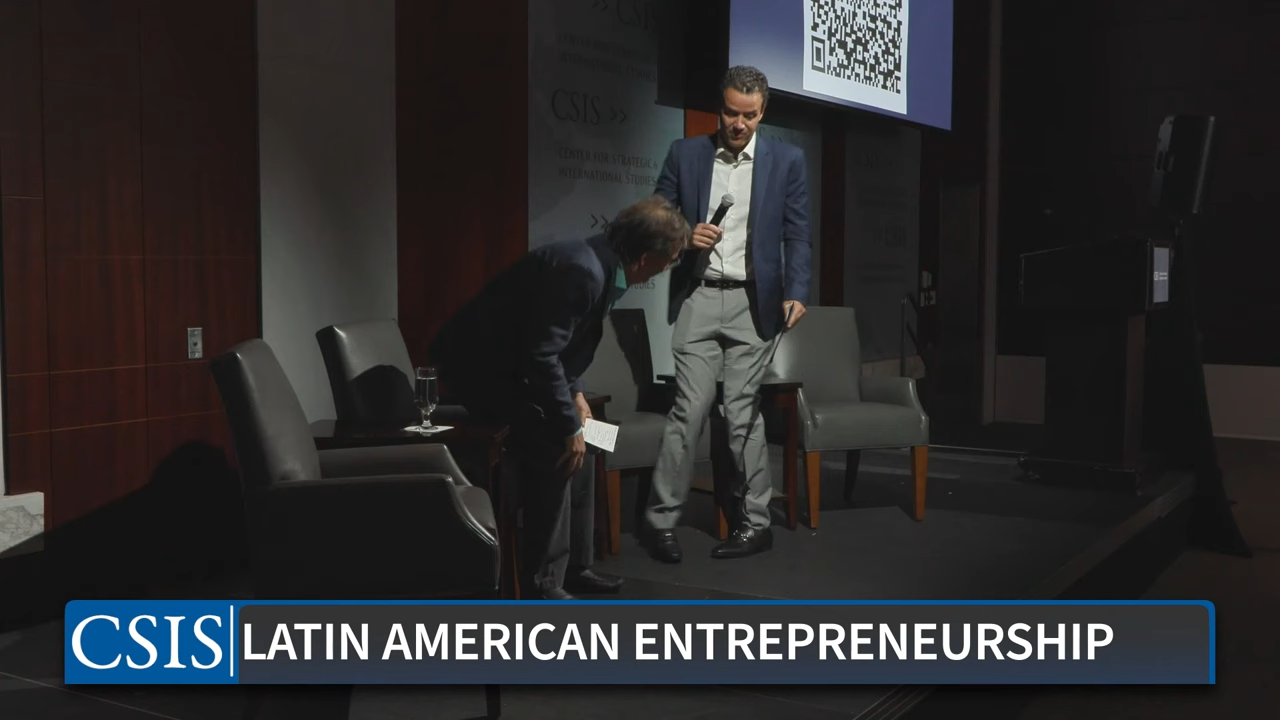 CSIS
CENTER FOR STRATEGIC &
INTERNATIONAL STUDIES
CSIS
LATIN AMERICAN ENTREPRENEURSHIP